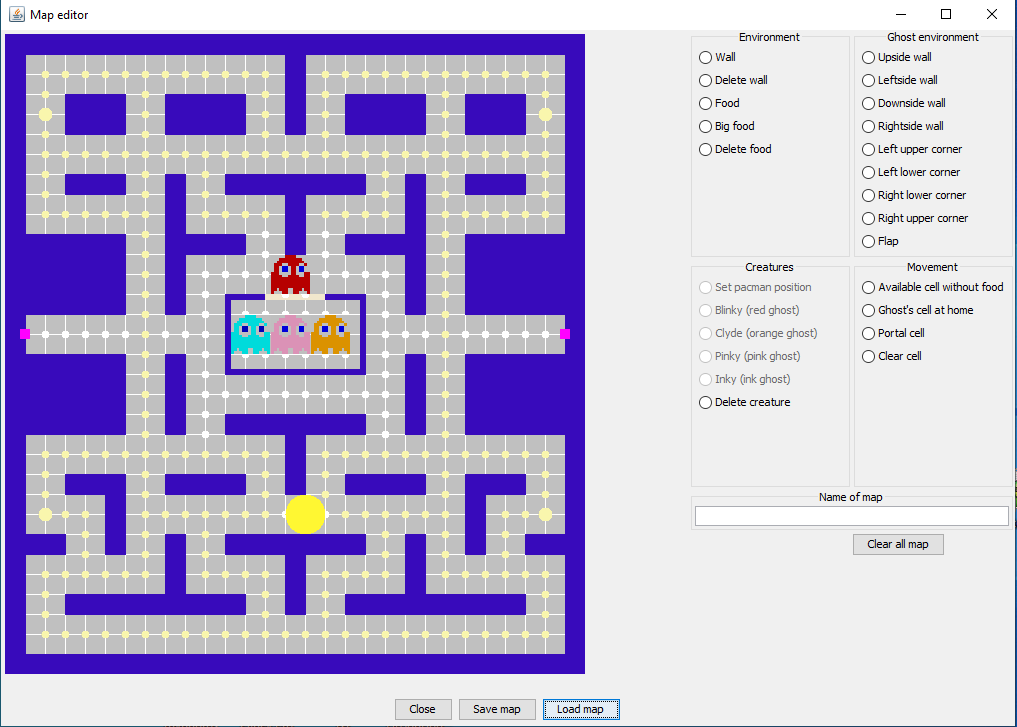 Map editor
Environment
Wall
Delete wall
Food
Big food
Delete food
Ghost environment
Upside wall
Leftside wall
Downside wall
Rightside wall
Left upper corner
Left lower corner
Right lower corner
Right upper corner
Flap
Creatures
Set pacman position
Blinky (red ghost)
Clyde (orange ghost)
Pinky (pink ghost)
Inky (ink ghost)
Delete creature
Movement
Available cell without food
Ghost's cell at home
Portal cell
Clear cell
Name of map
Clear all map
Close
Save map
Load map